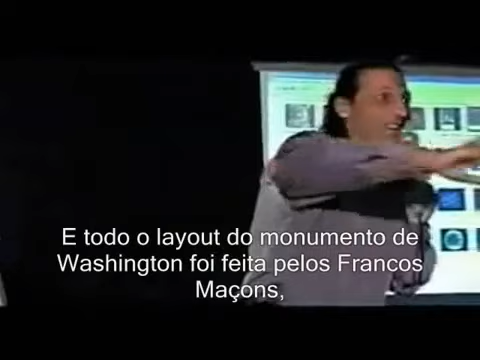 E todo o layout do monumento de
Washington foi feita pelos Francos
Maçons,